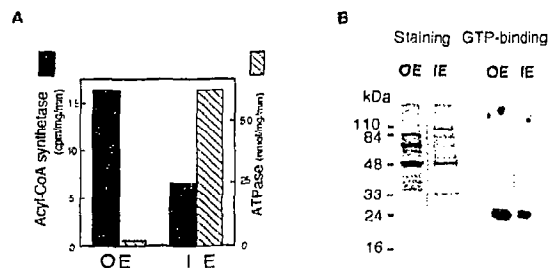 A
Acyl-CoA synthetase
(cpm/mg/min)
15
10
5
0
ATPase (nmol/mg/min)
50
25
0
OE
IE
B
Staining
GTP-binding
OE IE
OE IE
kDa
110
84
48
33
24
16